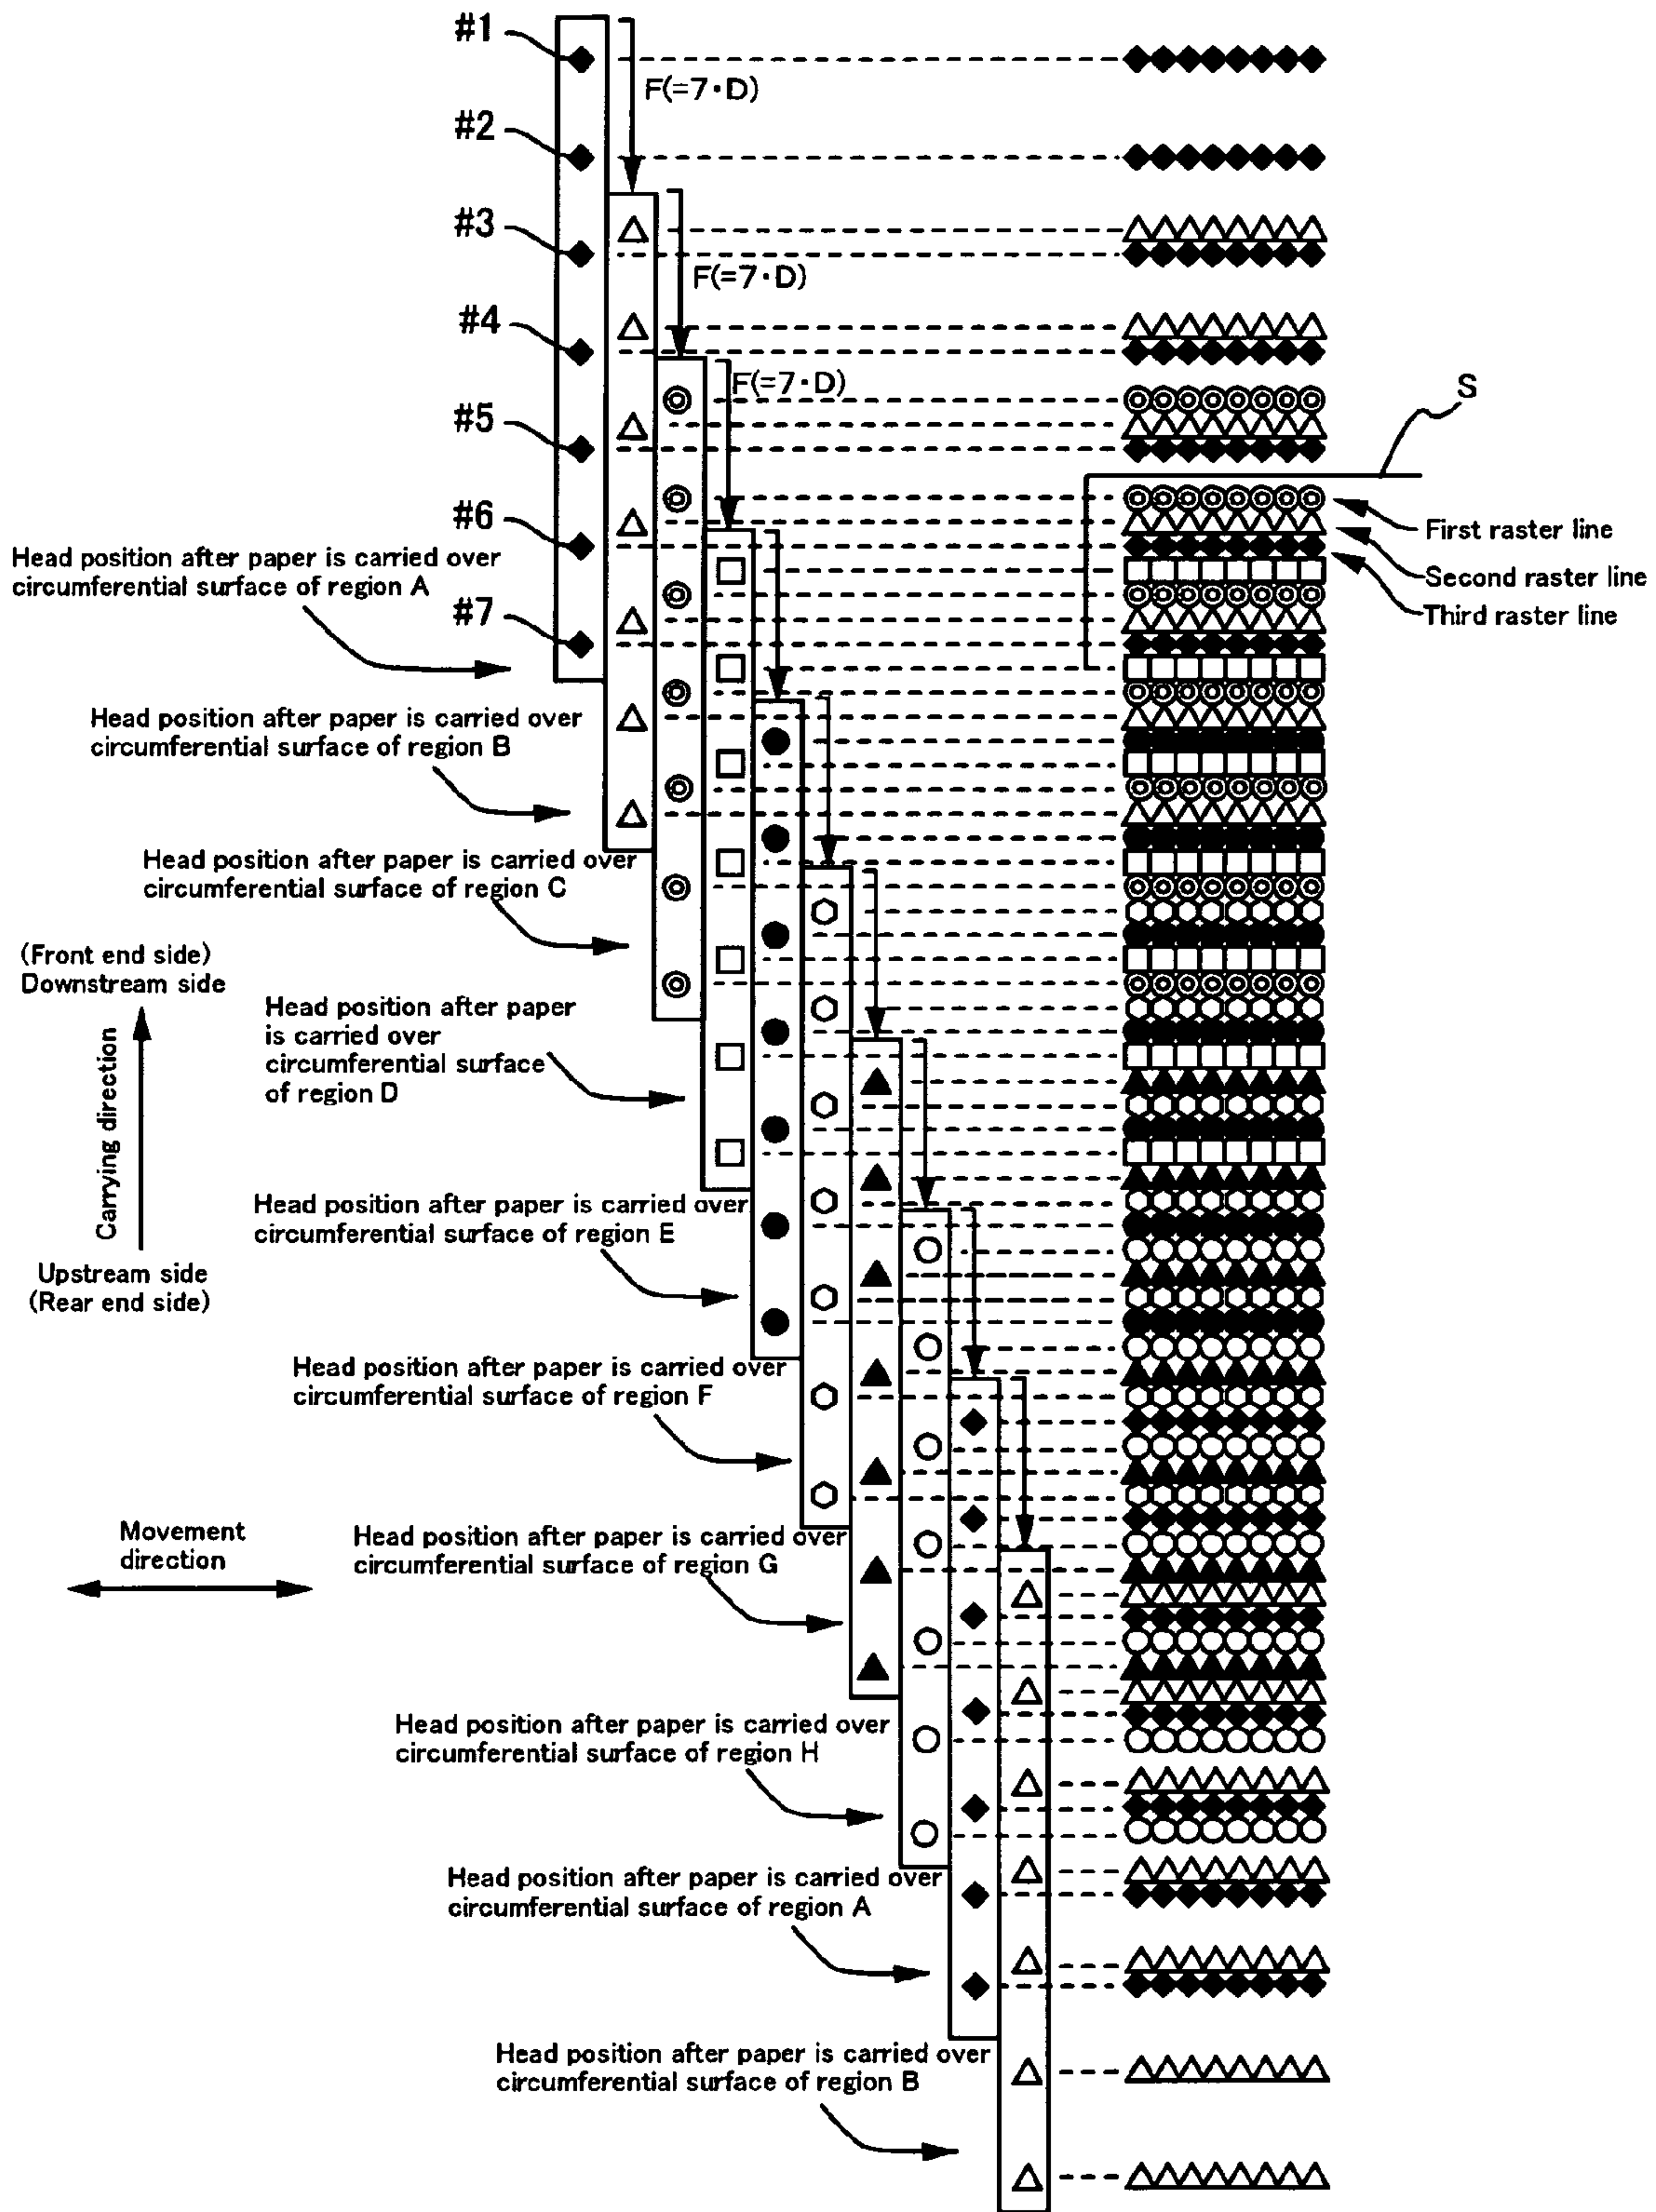 #1
F(=7·D)
#2
#3
F(=7·D)
#4
F(=7·D)
S
#5
#6
First raster line
Head position after paper is carried over
circumferential surface of region A
Second raster line
#7
Third raster line
Head position after paper is carried over
circumferential surface of region B
Head position after paper is carried over
circumferential surface of region C
(Front end side)
Downstream side
Carrying direction
Upstream side
(Rear end side)
Head position after paper
is carried over
circumferential surface
of region D
Head position after paper is carried over
circumferential surface of region E
Head position after paper is carried over
circumferential surface of region F
Movement
direction
Head position after paper is carried over
circumferential surface of region G
Head position after paper is carried over
circumferential surface of region H
Head position after paper is carried over
circumferential surface of region A
Head position after paper is carried over
circumferential surface of region B